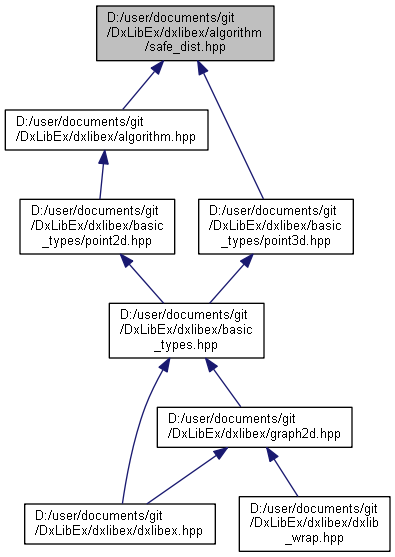 D:/user/documents/git
/DxLibEx/dxlibex/algorithm
/safe_dist.hpp
D:/user/documents/git
/DxLibEx/dxlibex/algorithm.hpp
D:/user/documents/git
/DxLibEx/dxlibex/basic
_types/point2d.hpp
D:/user/documents/git
/DxLibEx/dxlibex/basic
_types/point3d.hpp
D:/user/documents/git
/DxLibEx/dxlibex/basic
_types.hpp
D:/user/documents/git
/DxLibEx/dxlibex/graph2d.hpp
D:/user/documents/git
/DxLibEx/dxlibex/dxlibex.hpp
D:/user/documents/git
/DxLibEx/dxlibex/dxlib
_wrap.hpp